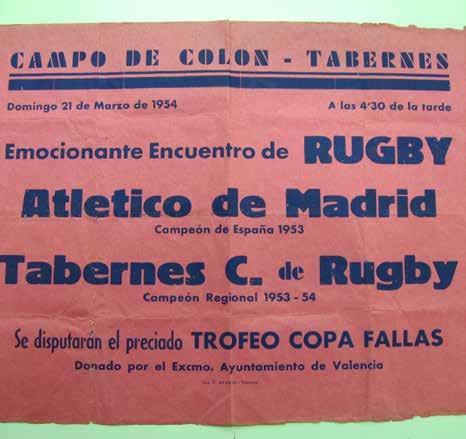 CAMPO DE COLON - TABERNES
Domingo 21 de Marzo de 1954 A las 4'30 de la tarde
Emocionante Encuentro de RUGBY
Atletico de Madrid
Campeón de España 1953
Tabernes C. de Rugby
Campeón Regional 1953 - 54
Se disputarán el preciado TROFEO COPA FALLAS
Donado por el Excmo. Ayuntamiento de Valencia